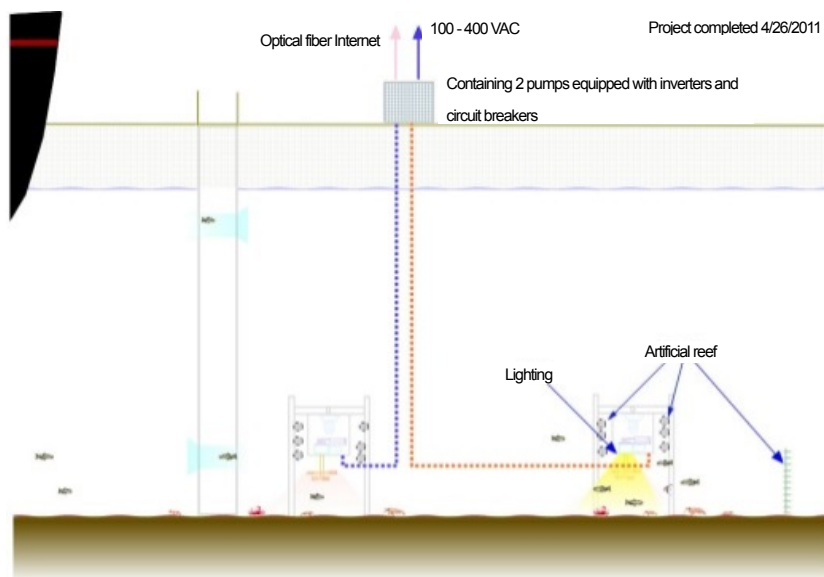 Optical fiber Internet
100 - 400 VAC
Project completed 4/26/2011
Containing 2 pumps equipped with inverters and
circuit breakers
Artificial reef
Lighting